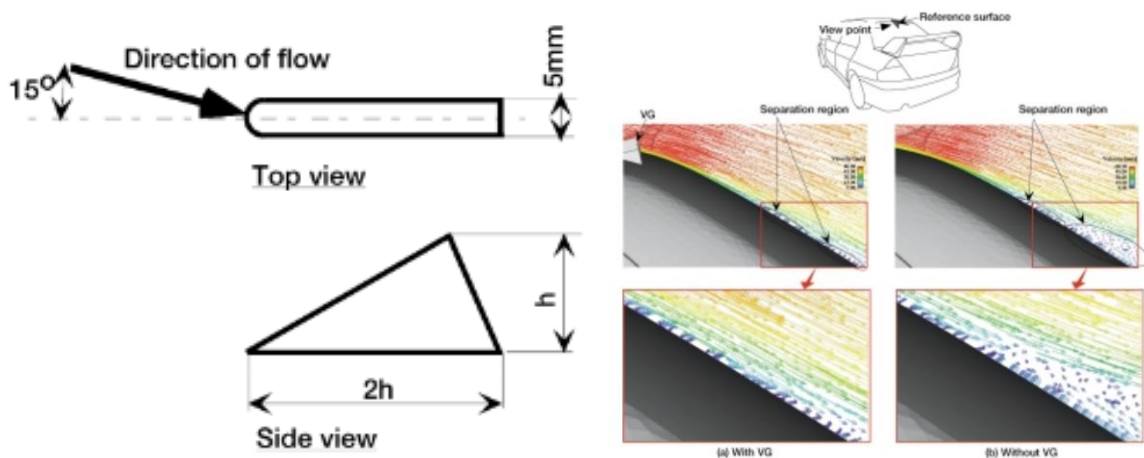 Direction of flow
15°
5mm
Top view
h
2h
Side view
Reference surface
View point
Separation region
Separation region
VG
(a) With VG
(b) Without VG